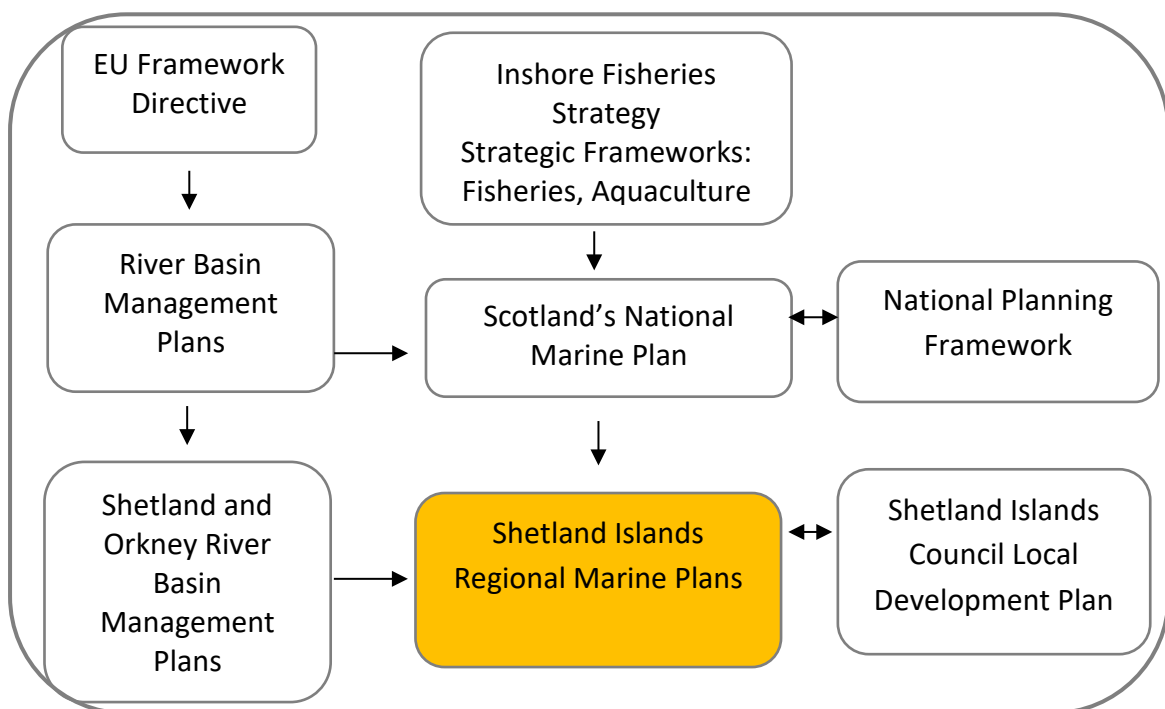 EU Framework
Directive
Inshore Fisheries
Strategy
Strategic Frameworks:
Fisheries, Aquaculture
River Basin
Management
Plans
Scotland’s National
Marine Plan
National Planning
Framework
Shetland and
Orkney River
Basin
Management
Plans
Shetland Islands
Regional Marine Plans
Shetland Islands
Council Local
Development Plan